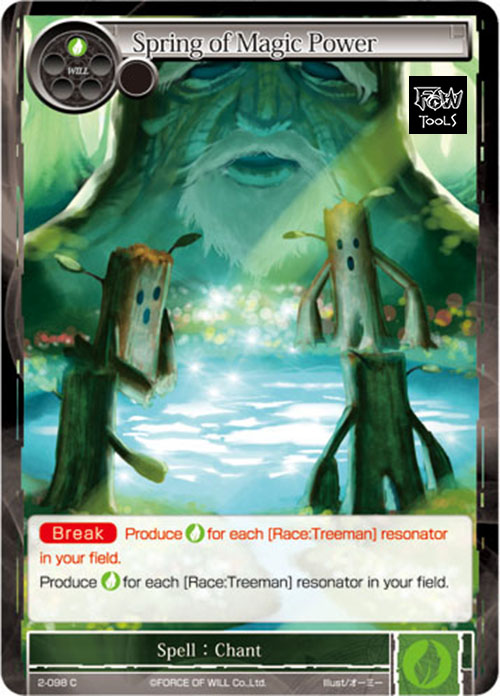 Spring of Magic Power
WILL
FOW
TOOLS
Break Produce for each [Race:Treeman] resonator
in your field.
Produce for each [Race:Treeman] resonator in your field.
Spell : Chant
2-098 C ©FORCE OF WILL Co.,Ltd. Illust/オーミー